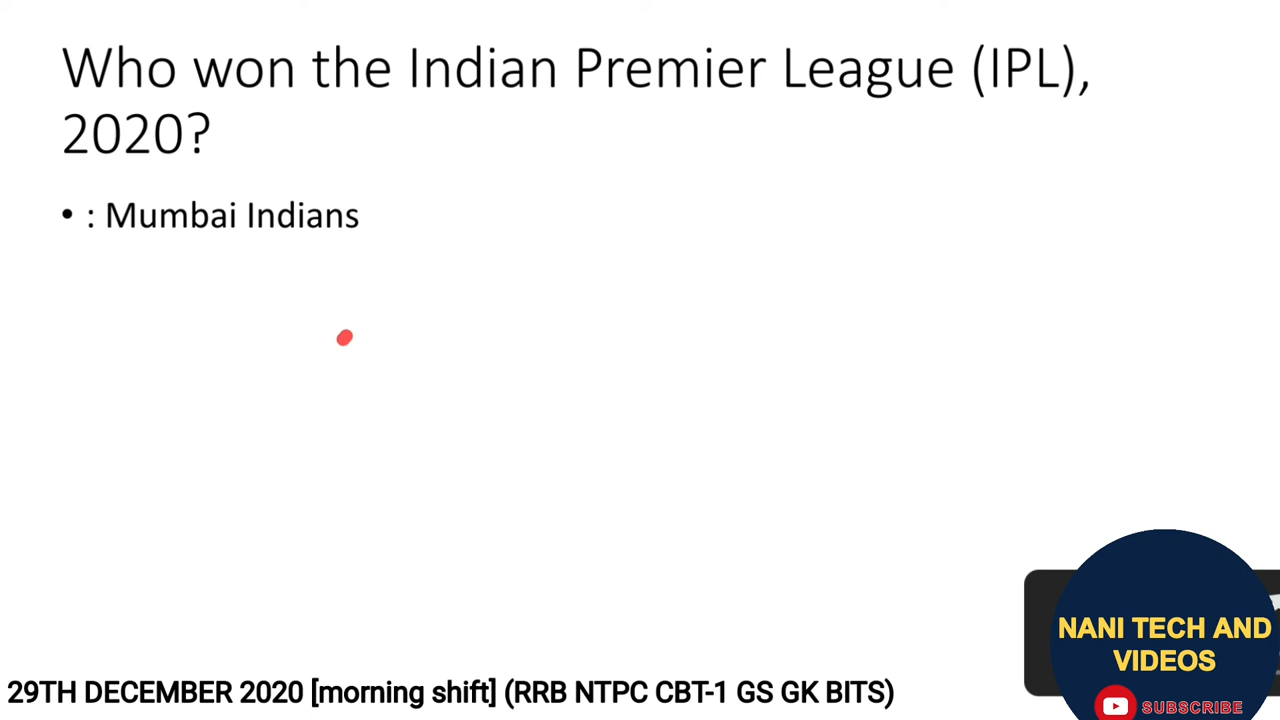 Who won the Indian Premier League (IPL),
2020?
• : Mumbai Indians
NANI TECH AND
VIDEOS
SUBSCRIBE
29TH DECEMBER 2020 [morning shift] (RRB NTPC CBT-1 GS GK BITS)